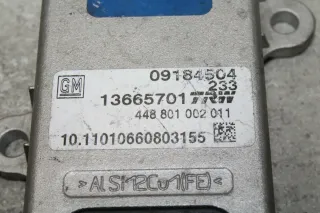 GM
09184504
233
13665701 TRW
448 801 002 011
10.11010660803155
>AlSi12Cu1(FE)<